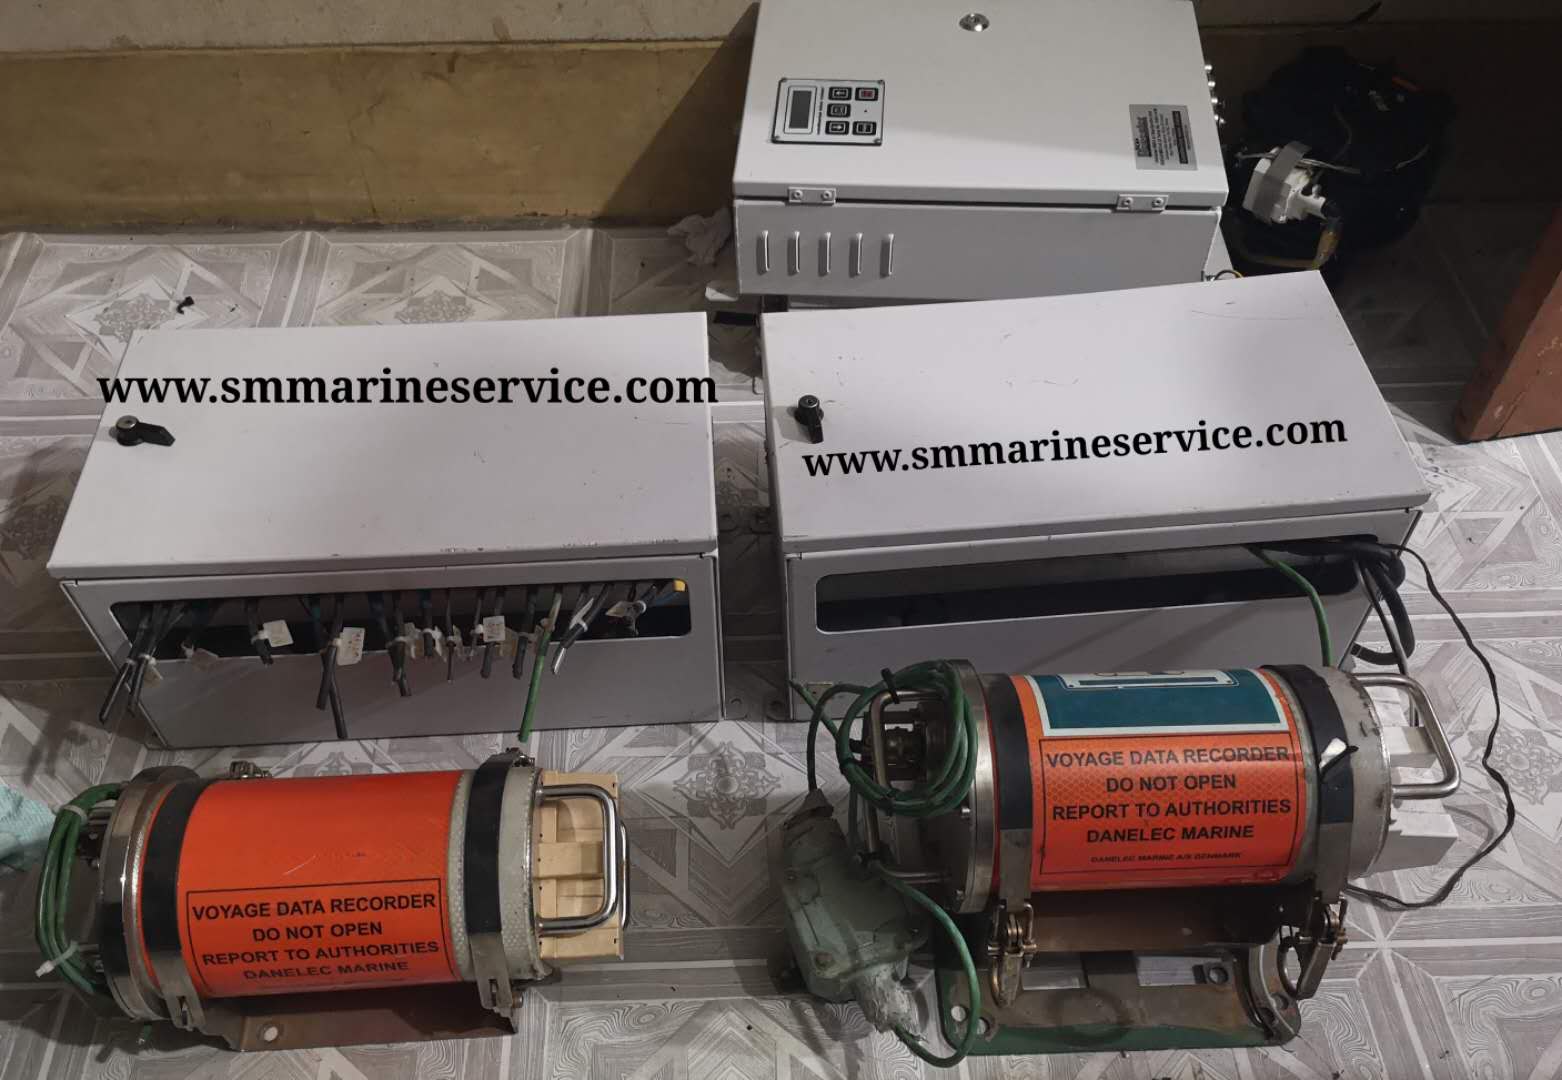 www.smmarineservice.com
www.smmarineservice.com
VOYAGE DATA RECORDER
DO NOT OPEN
REPORT TO AUTHORITIES
DANELEC MARINE
DANELEC MARINE A/S DENMARK
VOYAGE DATA RECORDER
DO NOT OPEN
REPORT TO AUTHORITIES
DANELEC MARINE